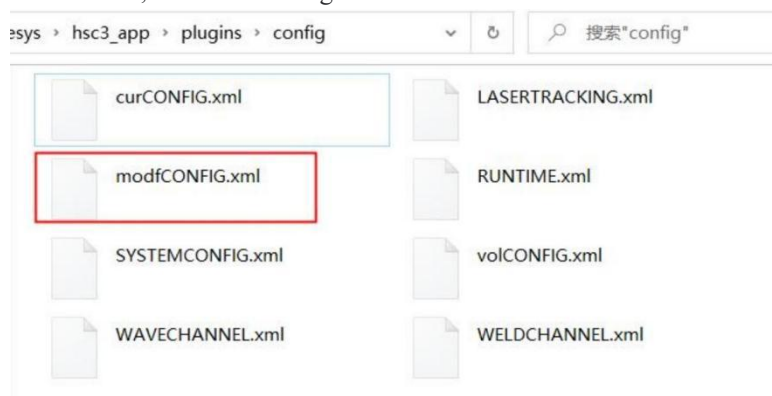 esys › hsc3_app › plugins › config
搜索"config"
curCONFIG.xml
LASERTRACKING.xml
modfCONFIG.xml
RUNTIME.xml
SYSTEMCONFIG.xml
volCONFIG.xml
WAVECHANNEL.xml
WELDCHANNEL.xml